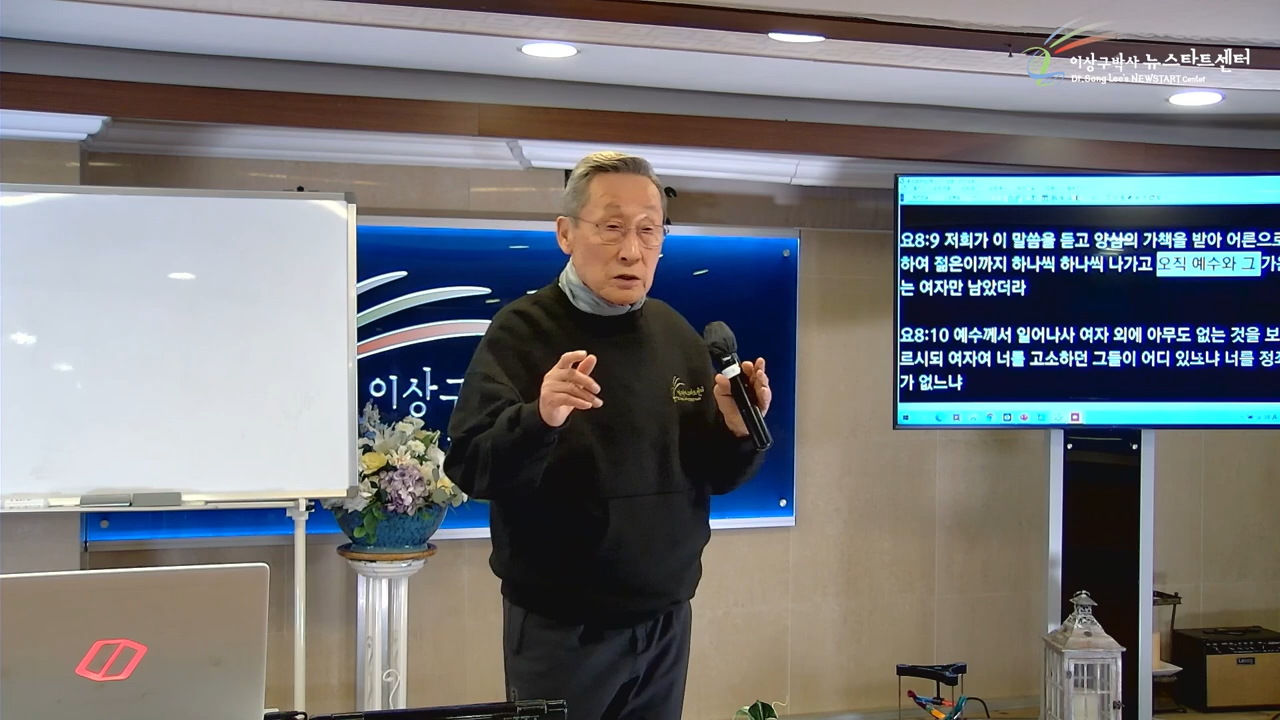 이상구박사 뉴스타트센터
Dr. Sang Lee's NEWSTART Center
요8:9 저희가 이 말씀을 듣고 양심의 가책을 받아 어른으로
하여 젊은이까지 하나씩 하나씩 나가고 오직 예수와 그 가운
는 여자만 남았더라
요8:10 예수께서 일어나사 여자 외에 아무도 없는 것을 보
르시되 여자여 너를 고소하던 그들이 어디 있느냐 너를 정죄
가 없느냐
이상